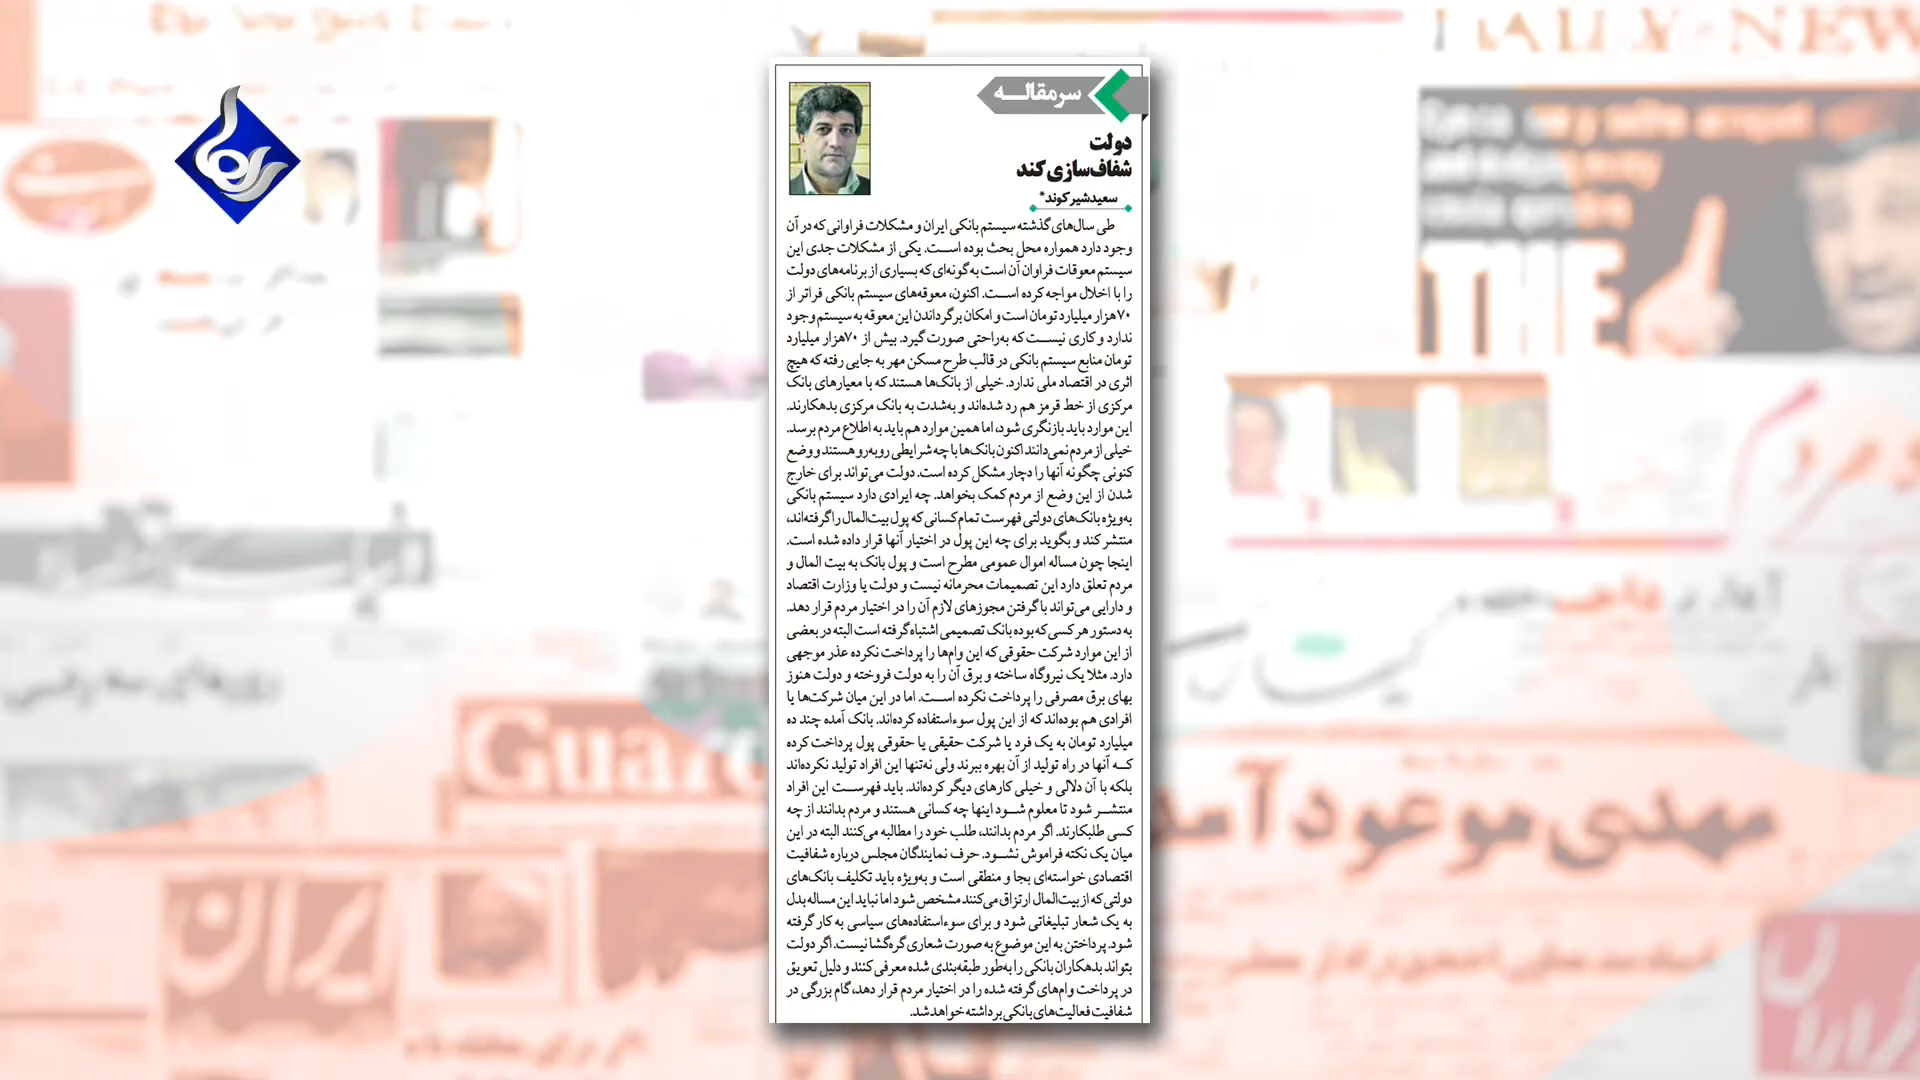 سرمقاله
دولت
شفاف‌سازی کند
سعید شیرکوند*
طی سال‌های گذشته سیستم بانکی ایران و مشکلات فراوانی که در آن
وجود دارد همواره محل بحث بوده است. یکی از مشکلات جدی این
سیستم معوقات فراوان آن است به‌گونه‌ای که بسیاری از برنامه‌های دولت
را با اخلال مواجه کرده است. اکنون، معوقه‌های سیستم بانکی فراتر از
۷۰هزار میلیارد تومان است و امکان برگرداندن این معوقه به سیستم وجود
ندارد و کاری نیست که به‌راحتی صورت گیرد. بیش از ۷۰هزار میلیارد
تومان منابع سیستم بانکی در قالب طرح مسکن مهر به جایی رفته که هیچ
اثری در اقتصاد ملی ندارد. خیلی از بانک‌ها هستند که با معیارهای بانک
مرکزی از خط قرمز هم رد شده‌اند و به‌شدت به بانک مرکزی بدهکارند.
این موارد باید بازنگری شود، اما همین موارد هم باید به اطلاع مردم برسد.
خیلی از مردم نمی‌دانند اکنون بانک‌ها با چه شرایطی روبه‌رو هستند و وضع
کنونی چگونه آنها را دچار مشکل کرده است. دولت می‌تواند برای خارج
شدن از این وضع از مردم کمک بخواهد. چه ایرادی دارد سیستم بانکی
به‌ویژه بانک‌های دولتی فهرست تمام کسانی که پول بیت‌المال را گرفته‌اند،
منتشر کند و بگوید برای چه این پول در اختیار آنها قرار داده شده است.
اینجا چون مساله اموال عمومی مطرح است و پول بانک به بیت المال و
مردم تعلق دارد این تصمیمات محرمانه نیست و دولت یا وزارت اقتصاد
و دارایی می‌تواند با گرفتن مجوزهای لازم آن را در اختیار مردم قرار دهد.
به دستور هر کسی که بوده بانک تصمیمی اشتباه گرفته است البته در بعضی
از این موارد شرکت حقوقی که این وام‌ها را پرداخت نکرده عذر موجهی
دارد. مثلا یک نیروگاه ساخته و برق آن را به دولت فروخته و دولت هنوز
بهای برق مصرفی را پرداخت نکرده است. اما در این میان شرکت‌ها یا
افرادی هم بوده‌اند که از این پول سوءاستفاده کرده‌اند. بانک آمده چند ده
میلیارد تومان به یک فرد یا شرکت حقیقی یا حقوقی پول پرداخت کرده
که آنها در راه تولید از آن بهره ببرند ولی نه‌تنها این افراد تولید نکرده‌اند
بلکه با آن دلالی و خیلی کارهای دیگر کرده‌اند. باید فهرست این افراد
منتشر شود تا معلوم شود اینها چه کسانی هستند و مردم بدانند از چه
کسی طلبکارند. اگر مردم بدانند، طلب خود را مطالبه می‌کنند البته در این
میان یک نکته فراموش نشود. حرف نمایندگان مجلس درباره شفافیت
اقتصادی خواسته‌ای بجا و منطقی است و به‌ویژه باید تکلیف بانک‌های
دولتی که از بیت‌المال ارتزاق می‌کنند مشخص شود اما نباید این مساله بدل
به یک شعار تبلیغاتی شود و برای سوءاستفاده‌های سیاسی به کار گرفته
شود. پرداختن به این موضوع به صورت شعاری گره‌گشا نیست. اگر دولت
بتواند بدهکاران بانکی را به‌طور طبقه‌بندی شده معرفی کنند و دلیل تعویق
در پرداخت وام‌های گرفته شده را در اختیار مردم قرار دهد، گام بزرگی در
شفافیت فعالیت‌های بانکی برداشته خواهد شد.
DAILY NEW
Guard
ایران
مهدی موعود آمد